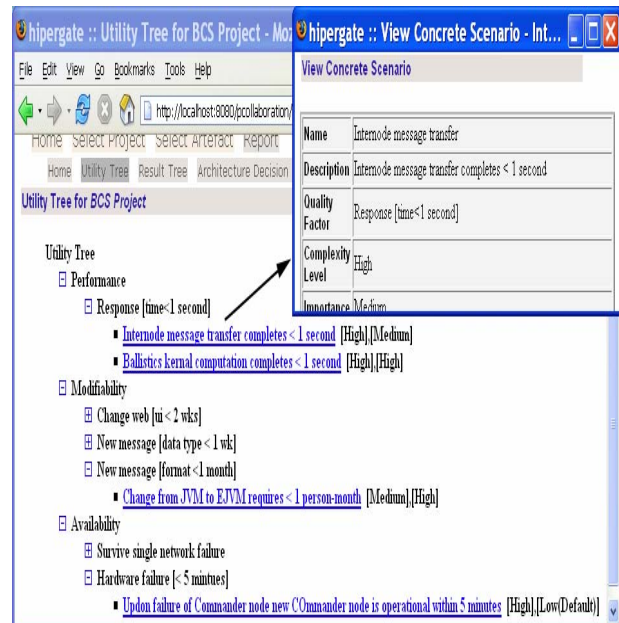 hipergate :: Utility Tree for BCS Project - Moz
File Edit View Go Bookmarks Tools Help
http://localhost:8080/pcollaboration/
Home Select Project Select Artefact Report
Home Utility Tree Result Tree Architecture Decision
Utility Tree for BCS Project
Utility Tree
Performance
Response [time<1 second]
Internode message transfer completes < 1 second [High],[Medium]
Ballistics kernal computation completes < 1 second [High],[High]
Modifiability
Change web [ui < 2 wks]
New message [data type < 1 wk]
New message [format <1 month]
Change from JVM to EJVM requires < 1 person-month [Medium],[High]
Availability
Survive single network failure
Hardware failure [< 5 mintues]
Updon failure of Commander node new COmmander node is operational within 5 minutes [High],[Low(Default)]
hipergate :: View Concrete Scenario - Int...
View Concrete Scenario
Name Internode message transfer
Description Internode message transfer completes < 1 second
Quality Factor Response [time<1 second]
Complexity Level High
Importance Medium